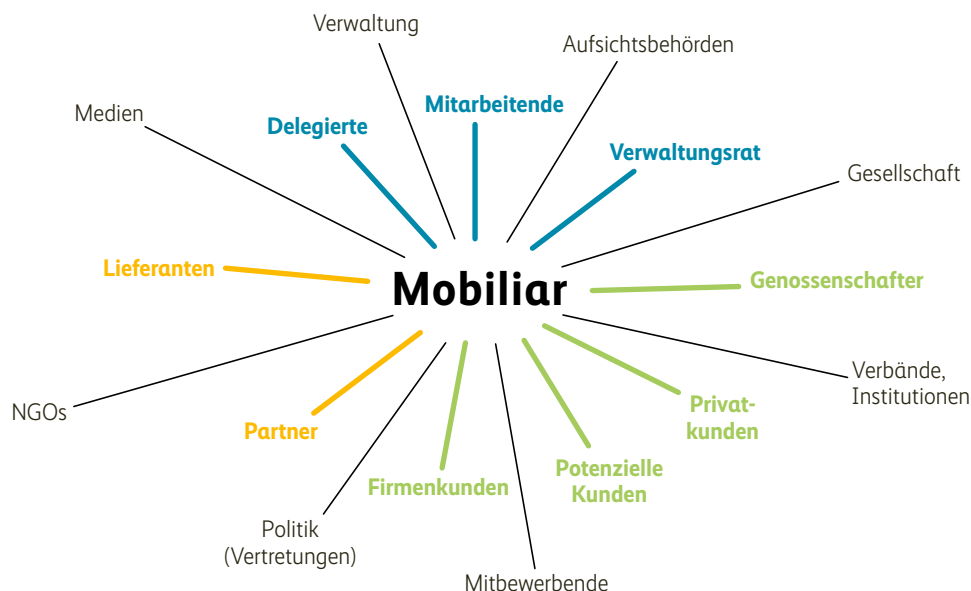 Verwaltung
Aufsichtsbehörden
Mitarbeitende
Medien
Delegierte
Verwaltungsrat
Gesellschaft
Lieferanten
Genossenschafter
Mobiliar
Verbände,
Institutionen
NGOs
Privat-
kunden
Partner
Potenzielle
Kunden
Firmenkunden
Politik
(Vertretungen)
Mitbewerbende